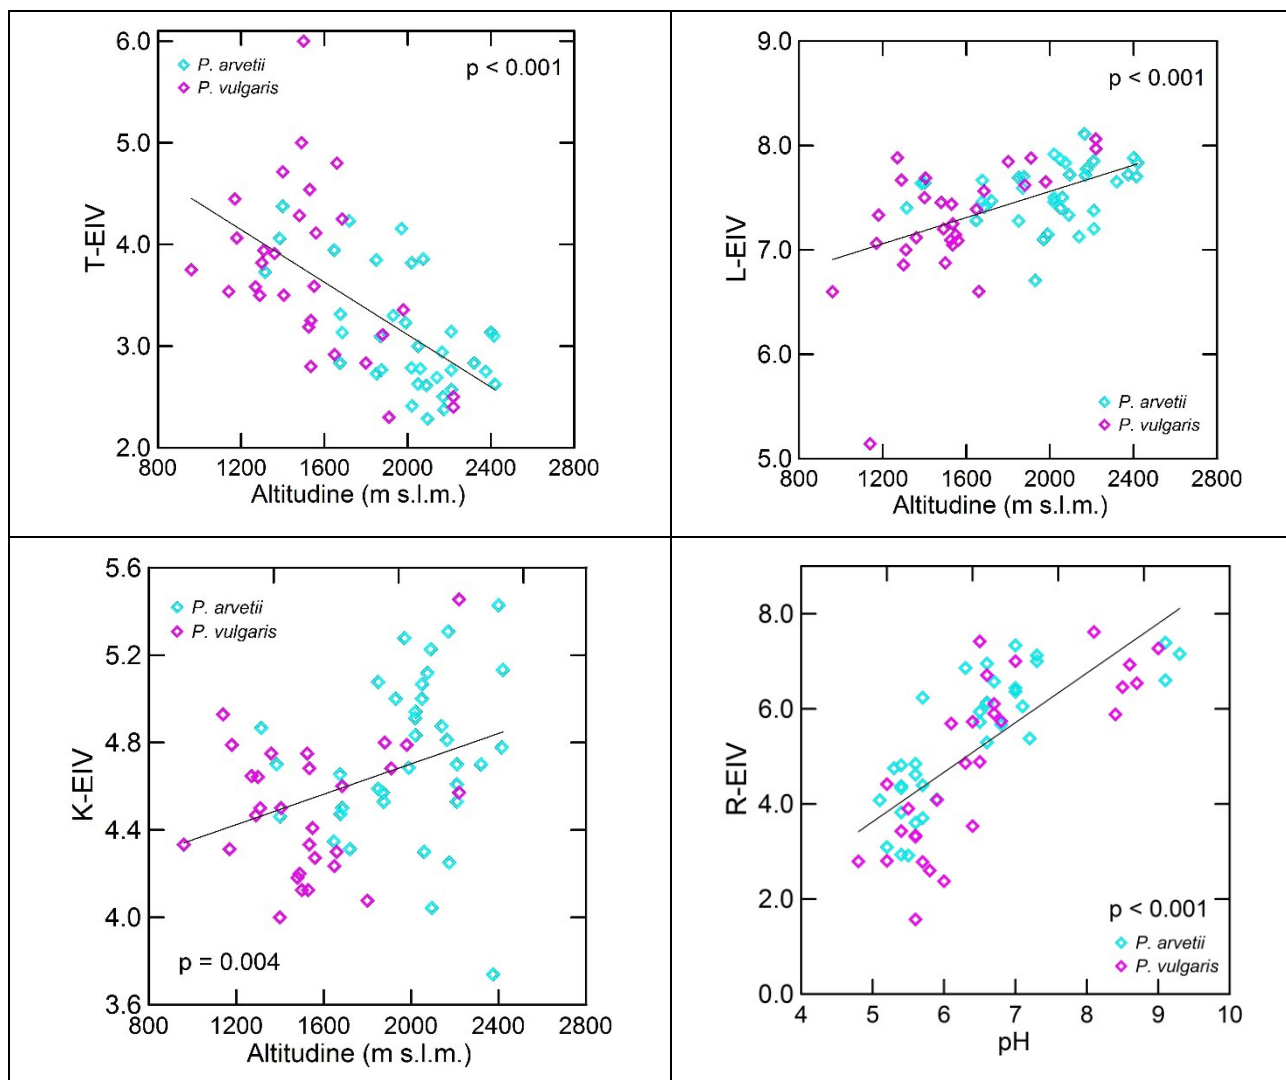 6.0
5.0
4.0
3.0
2.0
T-EIV
P. arvetii
P. vulgaris
p < 0.001
800 1200 1600 2000 2400 2800
Altitudine (m s.l.m.)
9.0
8.0
7.0
6.0
5.0
L-EIV
p < 0.001
P. arvetii
P. vulgaris
800 1200 1600 2000 2400 2800
Altitudine (m s.l.m.)
5.6
5.2
4.8
4.4
4.0
3.6
K-EIV
P. arvetii
P. vulgaris
p = 0.004
800 1200 1600 2000 2400 2800
Altitudine (m s.l.m.)
8.0
6.0
4.0
2.0
0.0
R-EIV
p < 0.001
P. arvetii
P. vulgaris
4 5 6 7 8 9 10
pH